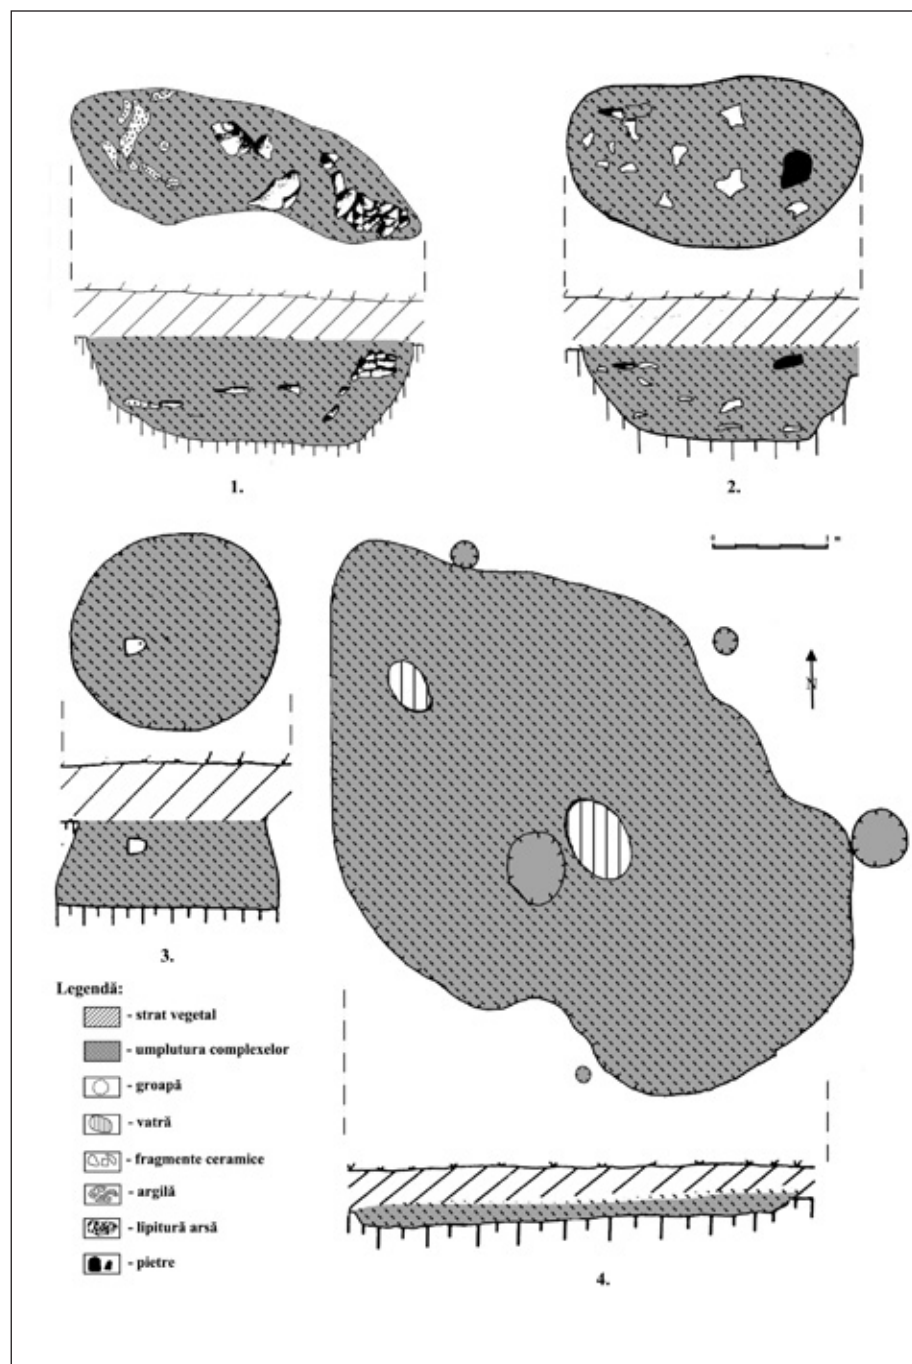 1.
2.
N
3.
Legendă:
- strat vegetal
- umplutura complexelor
- groapă
- vatră
- fragmente ceramice
- argilă
- lipitură arsă
- pietre
4.